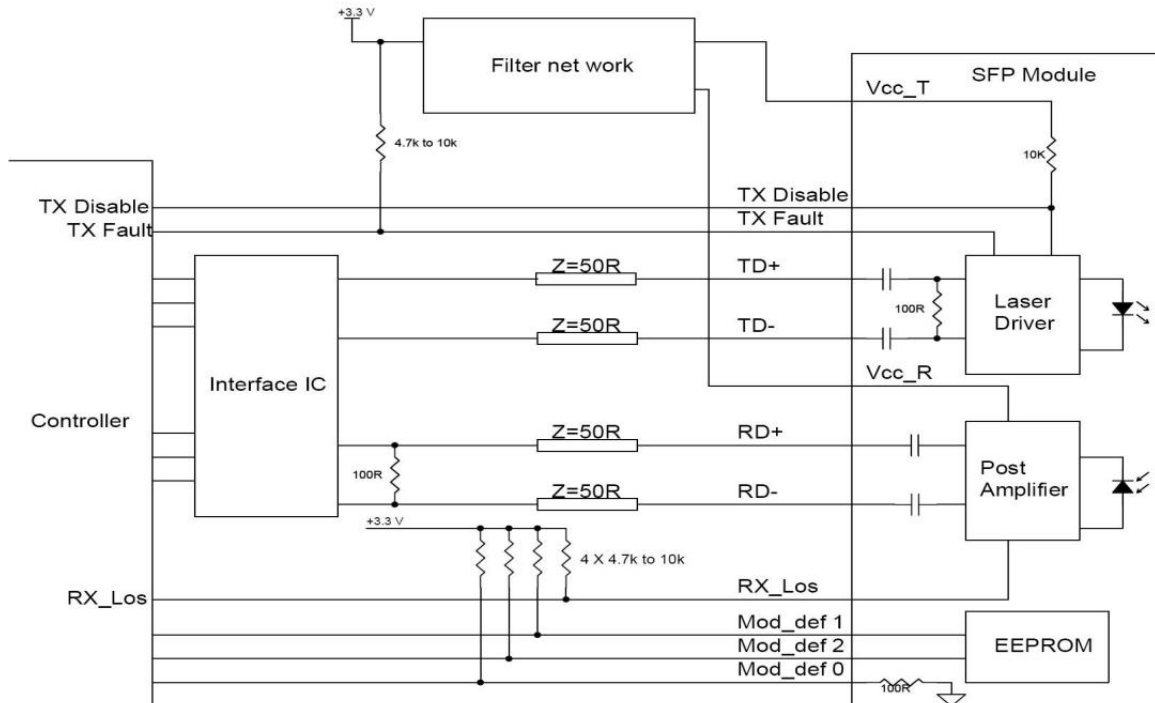 +3.3 V
Filter net work
SFP Module
Vcc_T
4.7k to 10k
10K
TX Disable
TX Disable
TX Fault
TX Fault
Z=50R
TD+
100R
Laser
Driver
Z=50R
TD-
Interface IC
Vcc_R
Controller
Z=50R
RD+
100R
Post
Amplifier
Z=50R
RD-
+3.3 V
4 X 4.7k to 10k
RX_Los
RX_Los
Mod_def 1
EEPROM
Mod_def 2
Mod_def 0
100R